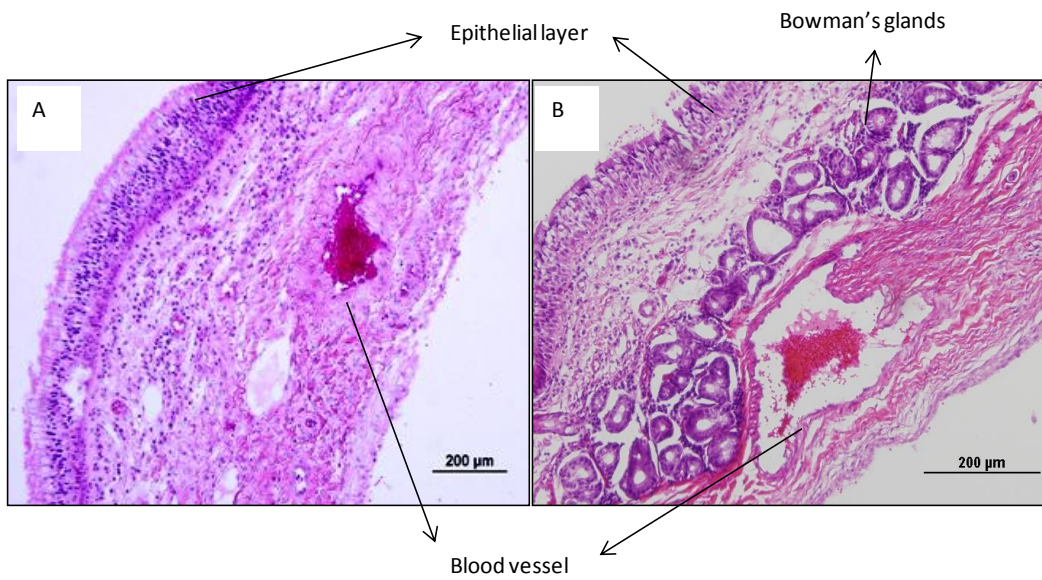 Bowman's glands
Epithelial layer
A
B
200 µm
200 µm
Blood vessel